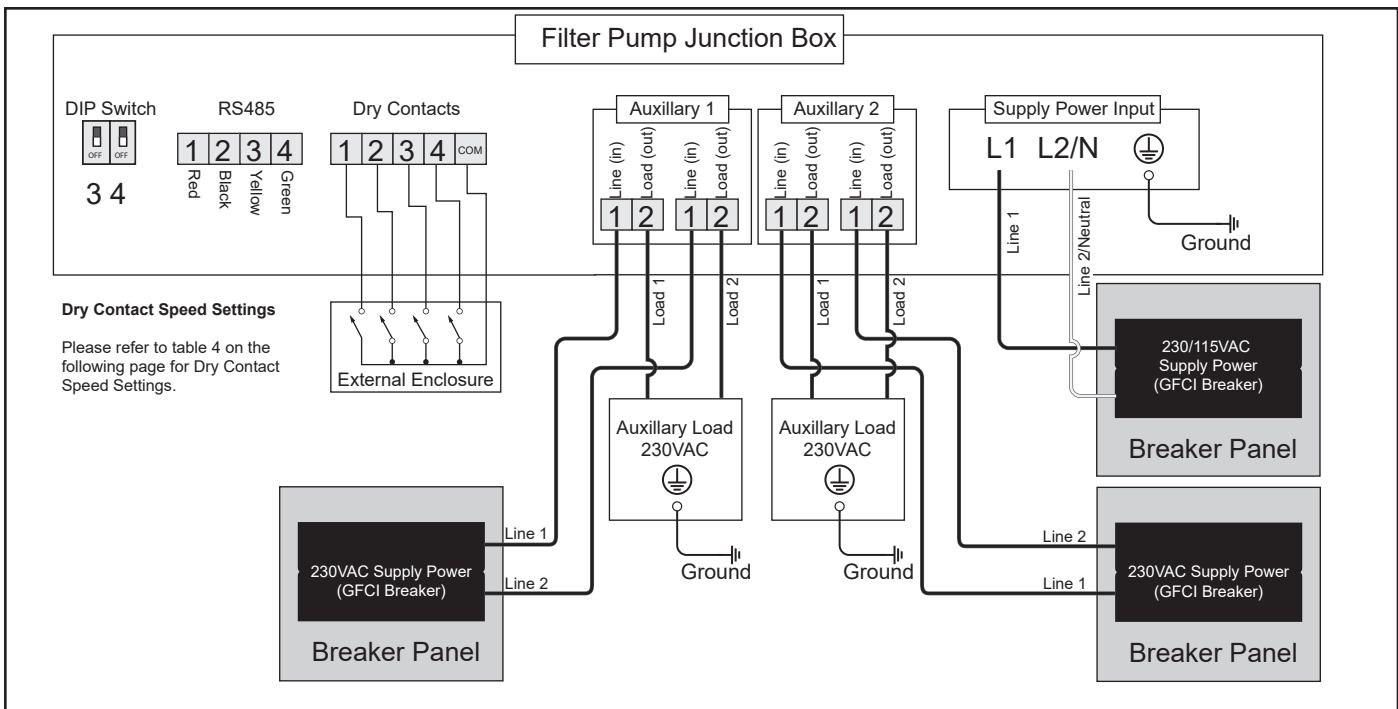 Filter Pump Junction Box
DIP Switch
OFF OFF
3 4
RS485
1 2 3 4
Red
Black
Yellow
Green
Dry Contacts
1 2 3 4 COM
External Enclosure
Auxillary 1
Line (in)
Load (out)
Line (in)
Load (out)
1 2 1 2
Load 1
Load 2
Auxillary 2
Line (in)
Load (out)
Line (in)
Load (out)
1 2 1 2
Load 1
Load 2
Supply Power Input
L1 L2/N
Ground
Line 1
Line 2/Neutral
Dry Contact Speed Settings
Please refer to table 4 on the
following page for Dry Contact
Speed Settings.
230/115VAC
Supply Power
(GFCI Breaker)
Breaker Panel
Auxillary Load
230VAC
Ground
Auxillary Load
230VAC
Ground
Line 1
Line 2
230VAC Supply Power
(GFCI Breaker)
Breaker Panel
Line 2
Line 1
230VAC Supply Power
(GFCI Breaker)
Breaker Panel